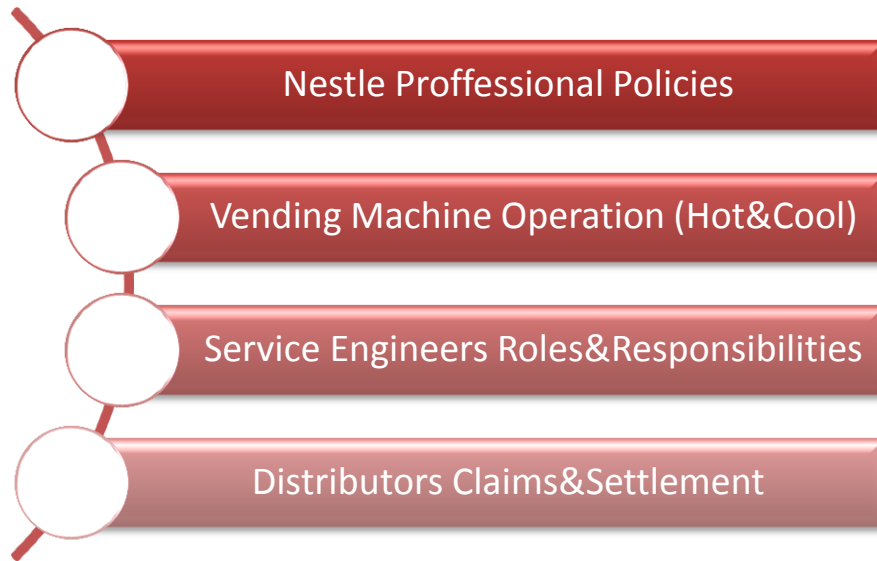 Nestle Proffessional Policies
Vending Machine Operation (Hot&Cool)
Service Engineers Roles&Responsibilities
Distributors Claims&Settlement